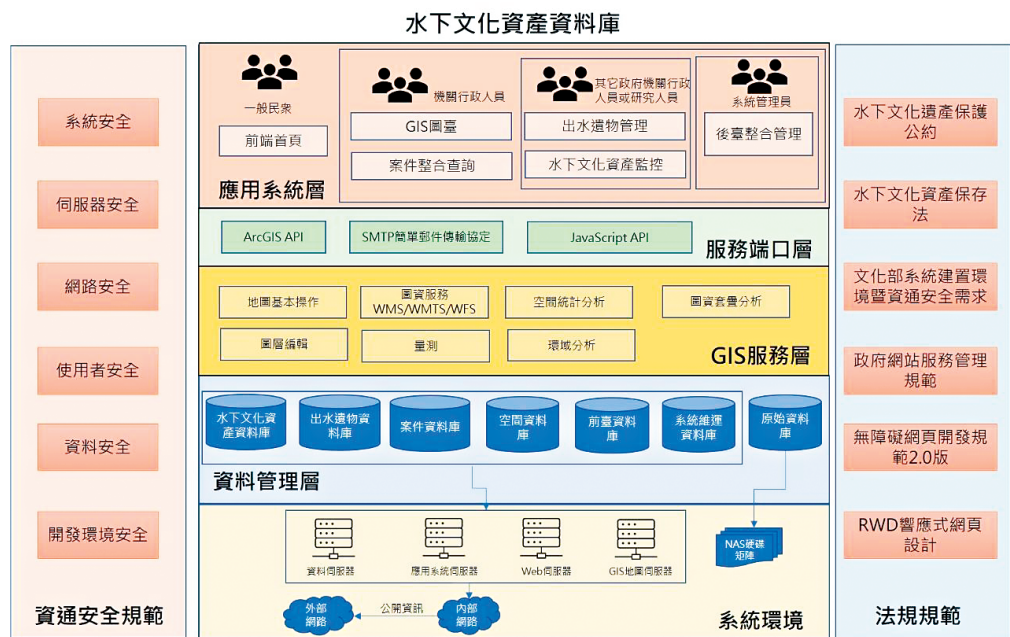 水下文化資產資料庫
系統安全
伺服器安全
網路安全
使用者安全
資料安全
開發環境安全
資通安全規範
一般民眾
前端首頁
機關行政人員
GIS圖臺
案件整合查詢
其它政府機關行政
人員或研究人員
出水遺物管理
水下文化資產監控
系統管理員
後臺整合管理
應用系統層
ArcGIS API
SMTP簡單郵件傳輸協定
JavaScript API
服務端口層
地圖基本操作
圖資服務
WMS/WMTS/WFS
空間統計分析
圖資套疊分析
圖層編輯
量測
環域分析
GIS服務層
水下文化資
產資料庫
出水遺物資
料庫
案件資料庫
空間資料
庫
前臺資料
庫
系統維運
資料庫
原始資料
庫
資料管理層
資料伺服器
應用系統伺服器
Web伺服器
GIS地圖伺服器
NAS硬碟
矩陣
外部
網路
公開資訊
內部
網路
系統環境
水下文化遺產保護
公約
水下文化資產保存
法
文化部系統建置環
境暨資通安全需求
政府網站服務管理
規範
無障礙網頁開發規
範2.0版
RWD響應式網頁
設計
法規規範